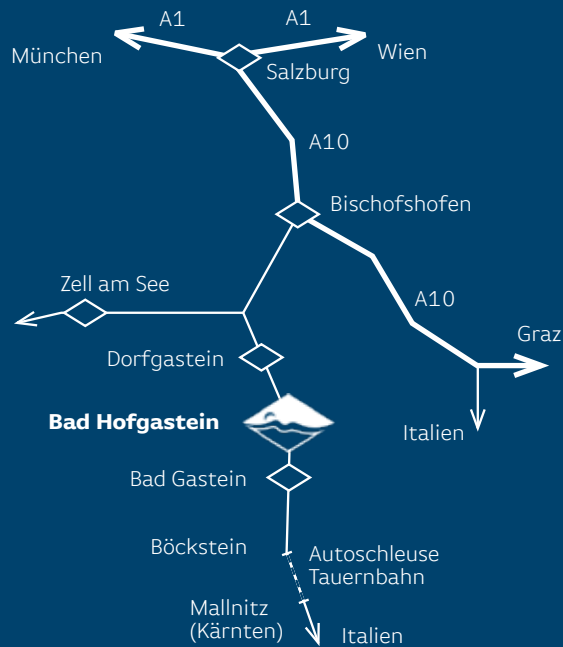 A1
A1
München
Wien
Salzburg
A10
Bischofshofen
Zell am See
A10
Graz
Dorfgastein
Bad Hofgastein
Italien
Bad Gastein
Böckstein
Autoschleuse
Tauernbahn
Mallnitz
(Kärnten)
Italien